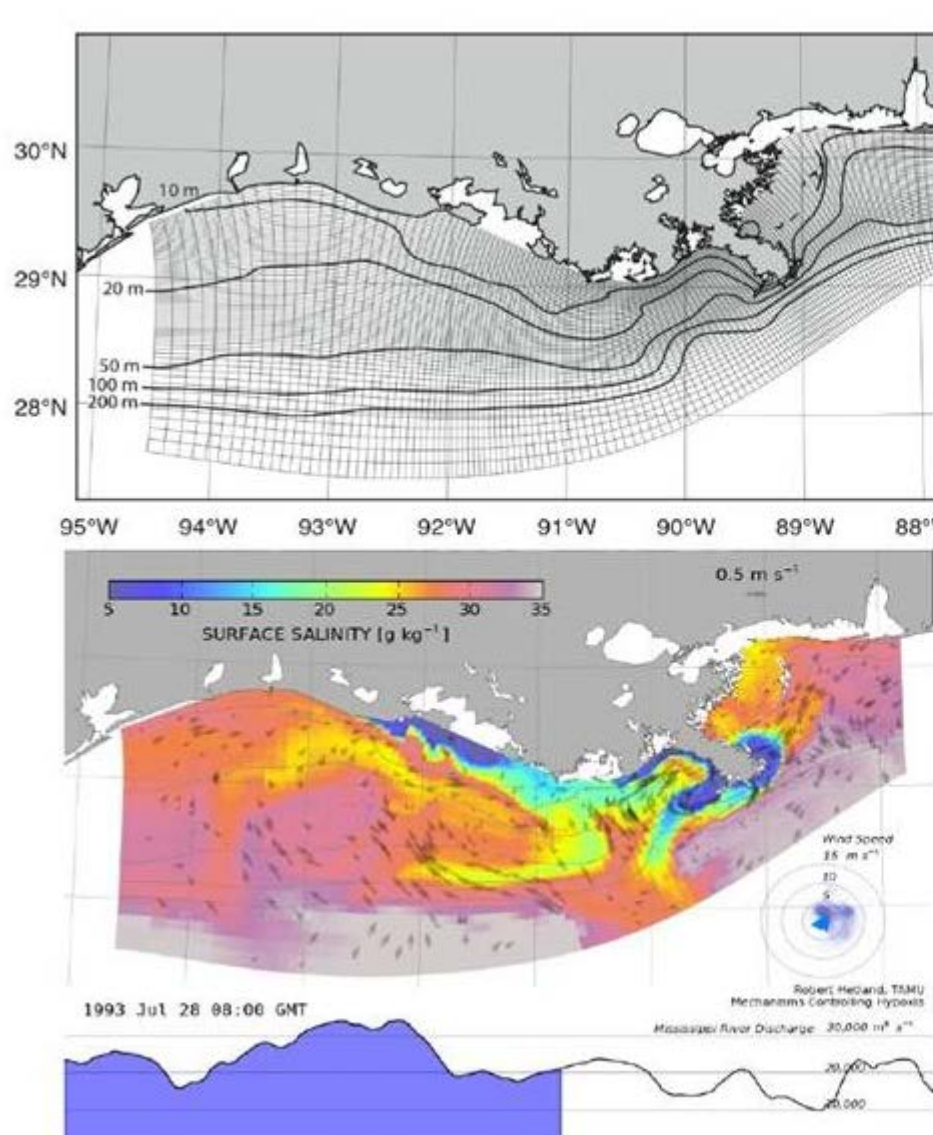 30°N
10 m
29°N
20 m
50 m
100 m
28°N
200 m
95°W 94°W 93°W 92°W 91°W 90°W 89°W 88°
0.5 m s⁻¹
5 10 15 20 25 30 35
SURFACE SALINITY [g kg⁻¹]
Wind Speed
15 m s⁻¹
10
5
Robert Hetland, TAMU
Mechanisms Controlling Hypoxia
1993 Jul 28 08:00 GMT
Mississippi River Discharge 30,000 m³ s⁻¹
20,000
10,000